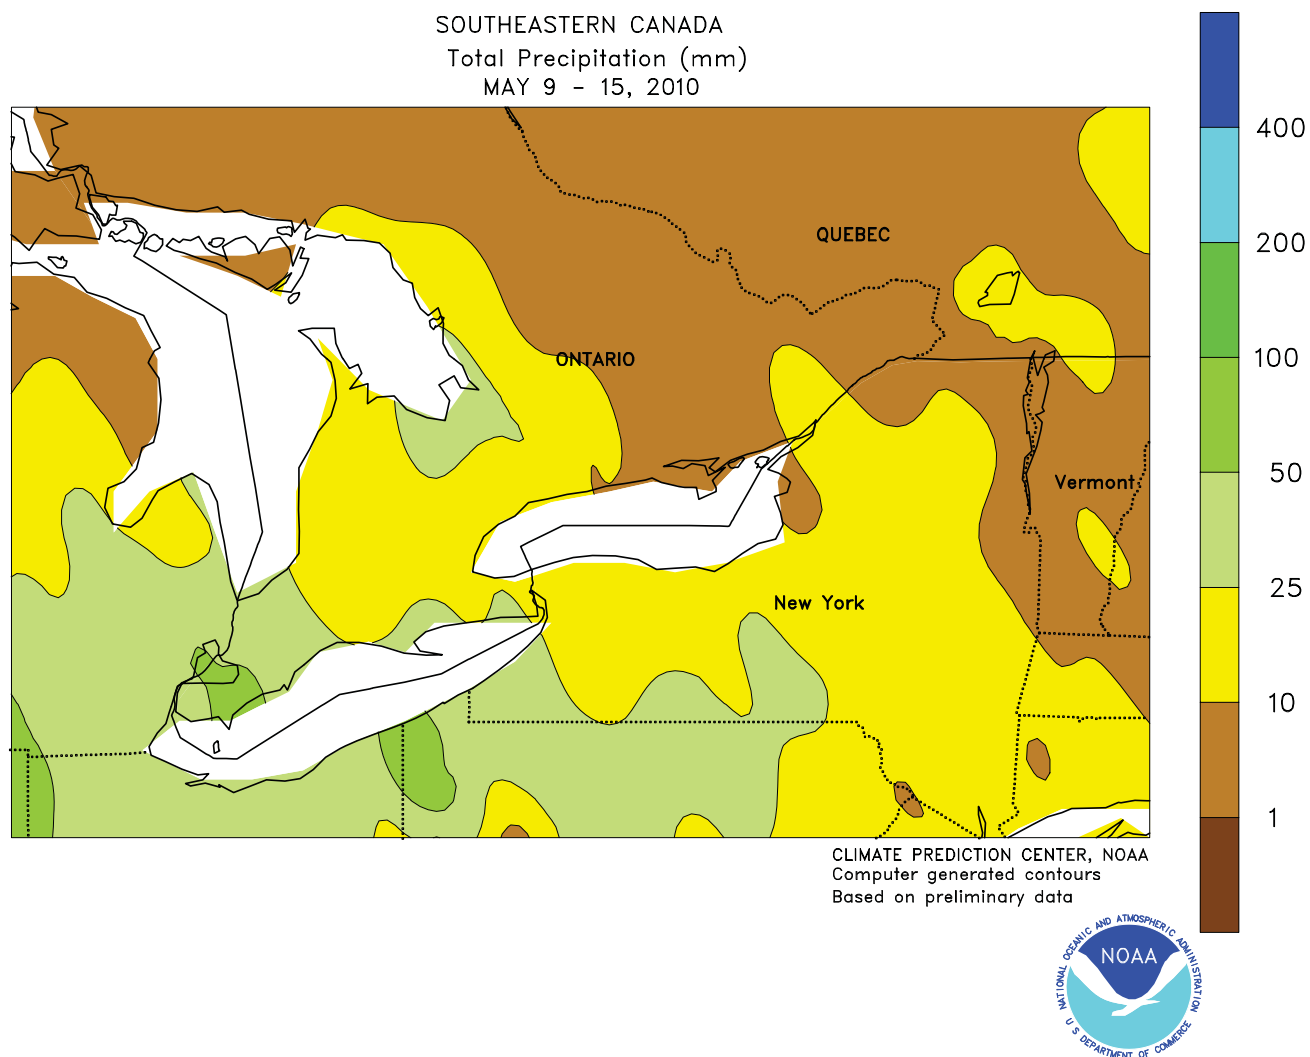 SOUTHEASTERN CANADA
Total Precipitation (mm)
MAY 9 - 15, 2010
400
200
100
50
25
10
1
QUEBEC
ONTARIO
Vermont
New York
CLIMATE PREDICTION CENTER, NOAA
Computer generated contours
Based on preliminary data
NATIONAL OCEANIC AND ATMOSPHERIC ADMINISTRATION
NOAA
U S DEPARTMENT OF COMMERCE